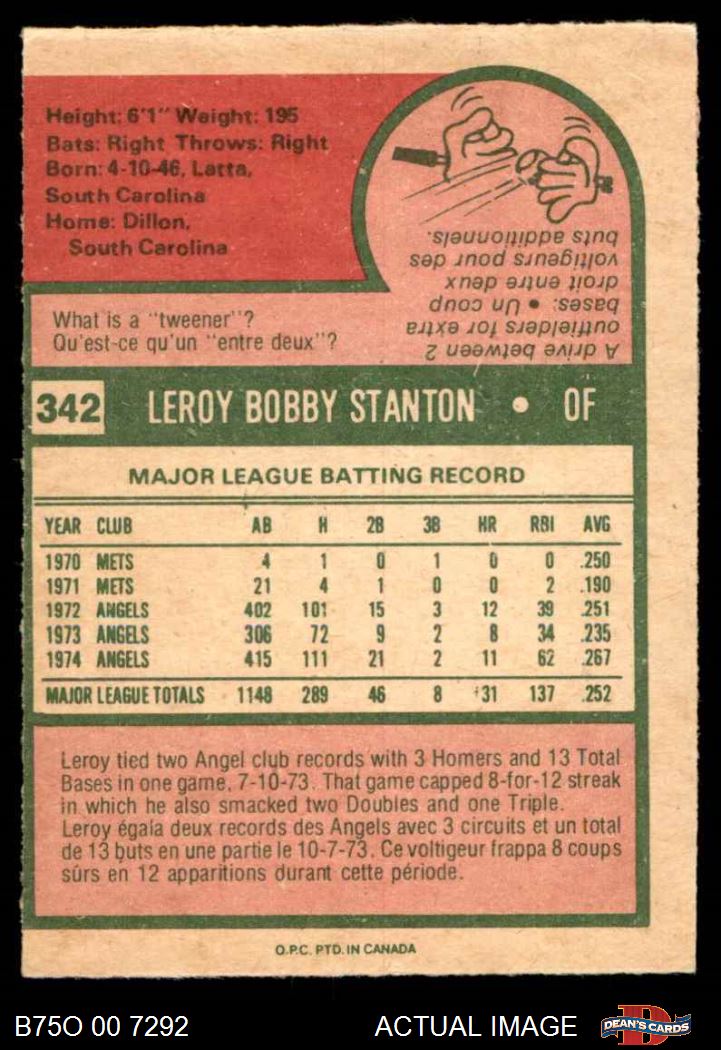 Height: 6'1" Weight: 195
Bats: Right Throws: Right
Born: 4-10-46, Latta,
South Carolina
Home: Dillon,
South Carolina
What is a "tweener"?
Qu'est-ce qu'un "entre deux"?
A drive between 2
outfielders for extra
bases: • Un coup
droit entre deux
voltigeurs pour des
buts additionnels.
342 LEROY BOBBY STANTON • OF
MAJOR LEAGUE BATTING RECORD
YEAR CLUB AB H 2B 3B HR RBI AVG
1970 METS 4 1 0 1 0 0 .250
1971 METS 21 4 1 0 0 2 .190
1972 ANGELS 402 101 15 3 12 39 .251
1973 ANGELS 306 72 9 2 8 34 .235
1974 ANGELS 415 111 21 2 11 62 .267
MAJOR LEAGUE TOTALS 1148 289 46 8 31 137 .252
Leroy tied two Angel club records with 3 Homers and 13 Total
Bases in one game, 7-10-73. That game capped 8-for-12 streak
in which he also smacked two Doubles and one Triple.
Leroy égala deux records des Angels avec 3 circuits et un total
de 13 buts en une partie le 10-7-73. Ce voltigeur frappa 8 coups
sûrs en 12 apparitions durant cette période.
O.P.C. PTD. IN CANADA
B75O 00 7292 ACTUAL IMAGE DEAN'S CARDS